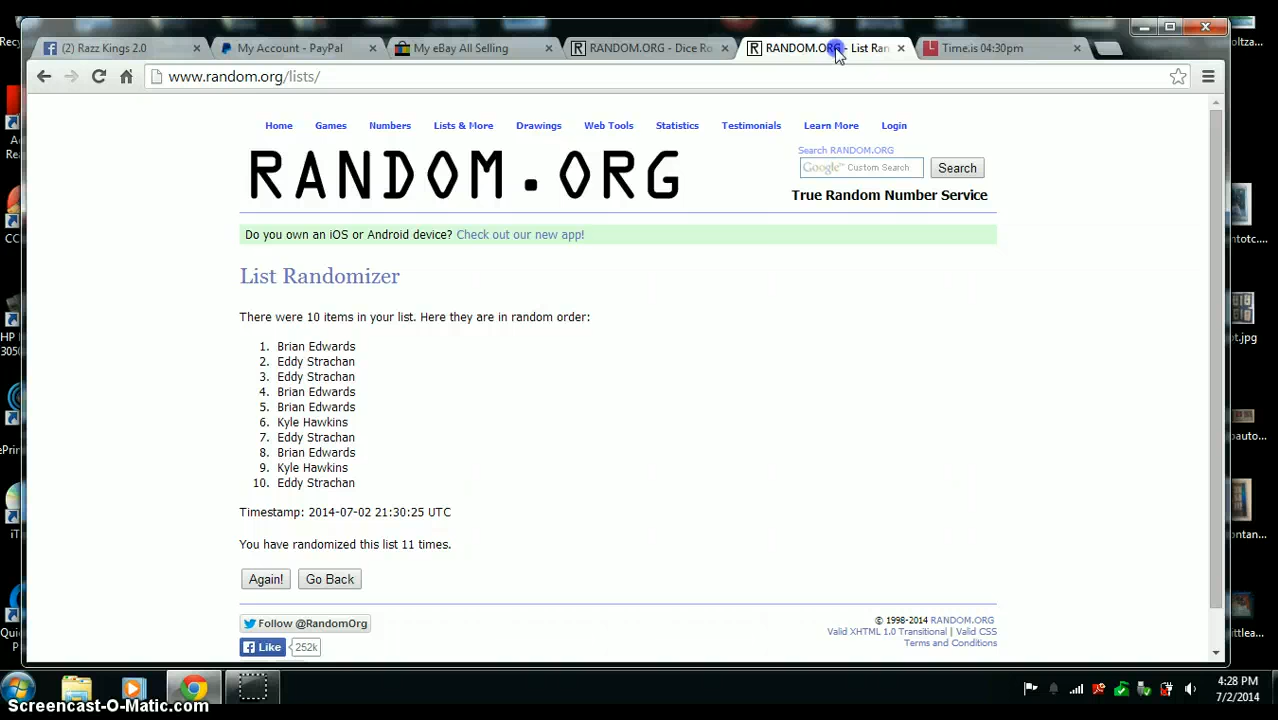 (2) Razz Kings 2.0
My Account - PayPal
My eBay All Selling
RANDOM.ORG - Dice Ro
RANDOM.ORG - List Ran
Time.is 04:30pm
www.random.org/lists/
Home Games Numbers Lists & More Drawings Web Tools Statistics Testimonials Learn More Login
RANDOM.ORG
Search RANDOM.ORG
Google™ Custom Search
Search
True Random Number Service
Do you own an iOS or Android device? Check out our new app!
List Randomizer
There were 10 items in your list. Here they are in random order:
1. Brian Edwards
2. Eddy Strachan
3. Eddy Strachan
4. Brian Edwards
5. Brian Edwards
6. Kyle Hawkins
7. Eddy Strachan
8. Brian Edwards
9. Kyle Hawkins
10. Eddy Strachan
Timestamp: 2014-07-02 21:30:25 UTC
You have randomized this list 11 times.
Again! Go Back
Follow @RandomOrg
Like 252k
© 1998-2014 RANDOM.ORG
Valid XHTML 1.0 Transitional | Valid CSS
Terms and Conditions
4:28 PM
7/2/2014
Screencast-O-Matic.com